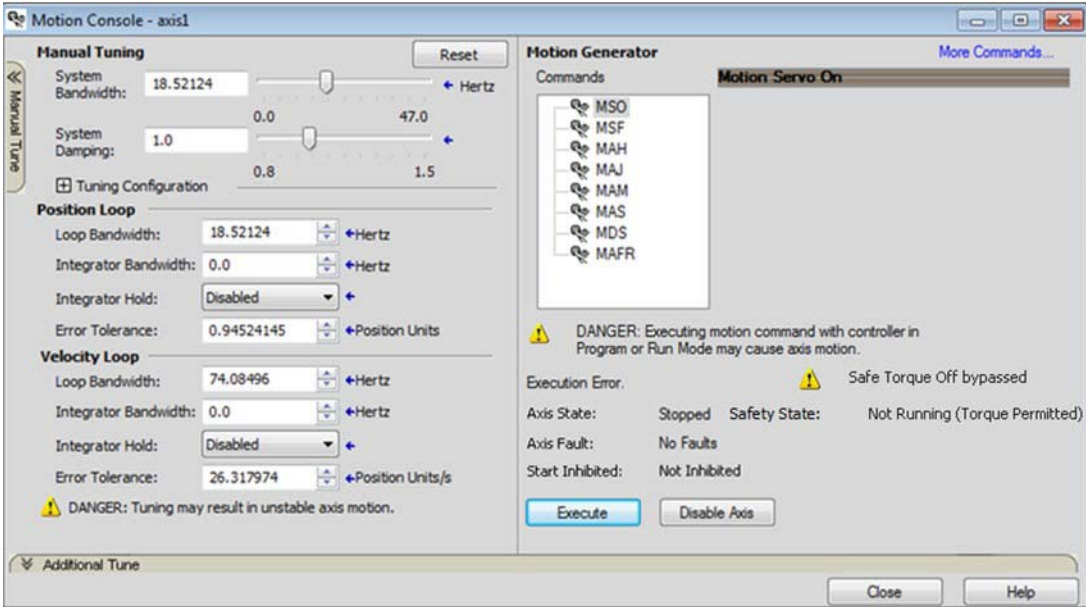 Motion Console - axis1
Manual Tune
Manual Tuning
Reset
System
Bandwidth:
18.52124
Hertz
0.0 47.0
System
Damping:
1.0
0.8 1.5
Tuning Configuration
Position Loop
Loop Bandwidth: 18.52124 Hertz
Integrator Bandwidth: 0.0 Hertz
Integrator Hold: Disabled
Error Tolerance: 0.94524145 Position Units
Velocity Loop
Loop Bandwidth: 74.08496 Hertz
Integrator Bandwidth: 0.0 Hertz
Integrator Hold: Disabled
Error Tolerance: 26.317974 Position Units/s
DANGER: Tuning may result in unstable axis motion.
Motion Generator
More Commands...
Commands
Motion Servo On
MSO
MSF
MAH
MAJ
MAM
MAS
MDS
MAFR
DANGER: Executing motion command with controller in
Program or Run Mode may cause axis motion.
Execution Error.
Safe Torque Off bypassed
Axis State: Stopped Safety State: Not Running (Torque Permitted)
Axis Fault: No Faults
Start Inhibited: Not Inhibited
Execute Disable Axis
Additional Tune
Close Help